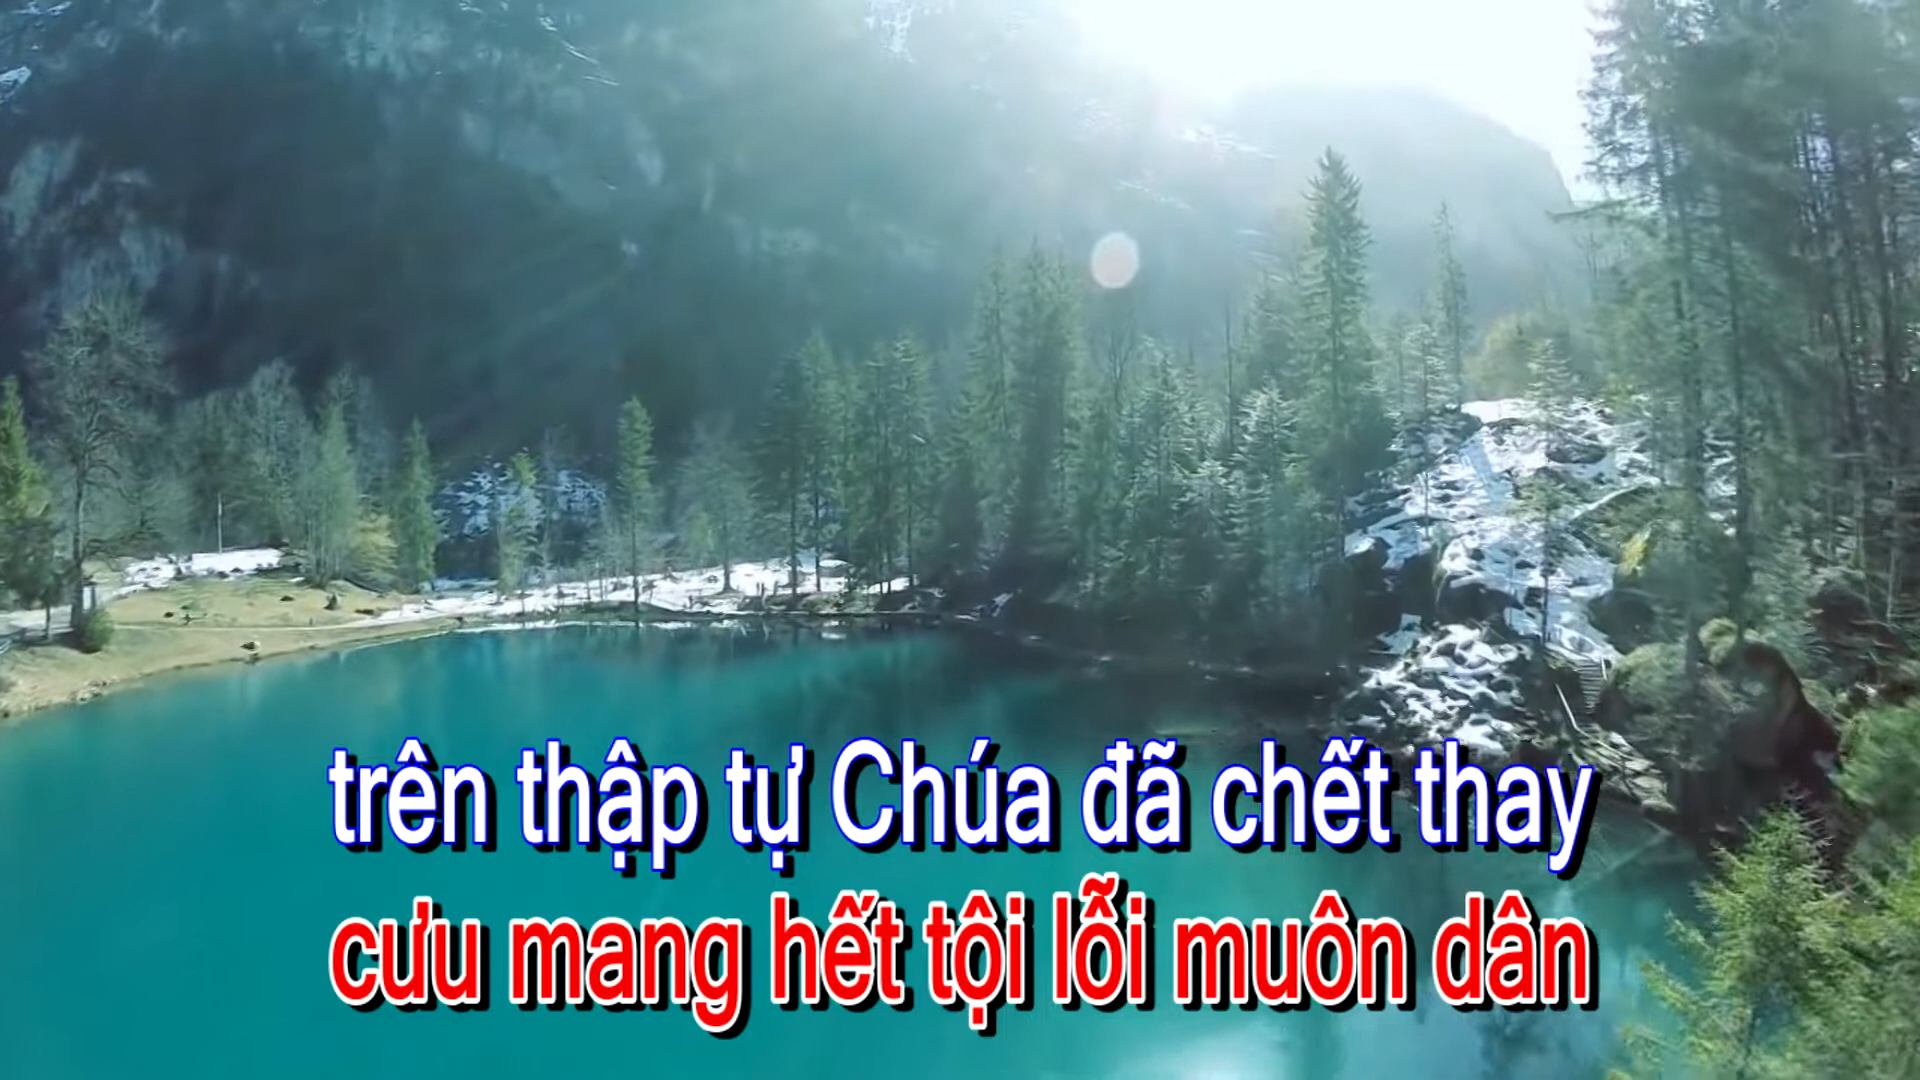 trên thập tự Chúa đã chết thay
cưu mang hết tội lỗi muôn dân